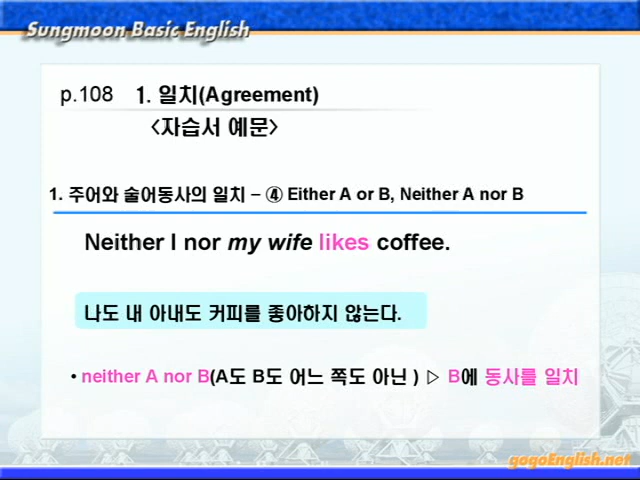 Sungmoon Basic English
p.108 1. 일치(Agreement)
<자습서 예문>
1. 주어와 술어동사의 일치 – ④ Either A or B, Neither A nor B
Neither I nor my wife likes coffee.
나도 내 아내도 커피를 좋아하지 않는다.
• neither A nor B(A도 B도 어느 쪽도 아닌 ) ▷ B에 동사를 일치
gogoEnglish.net